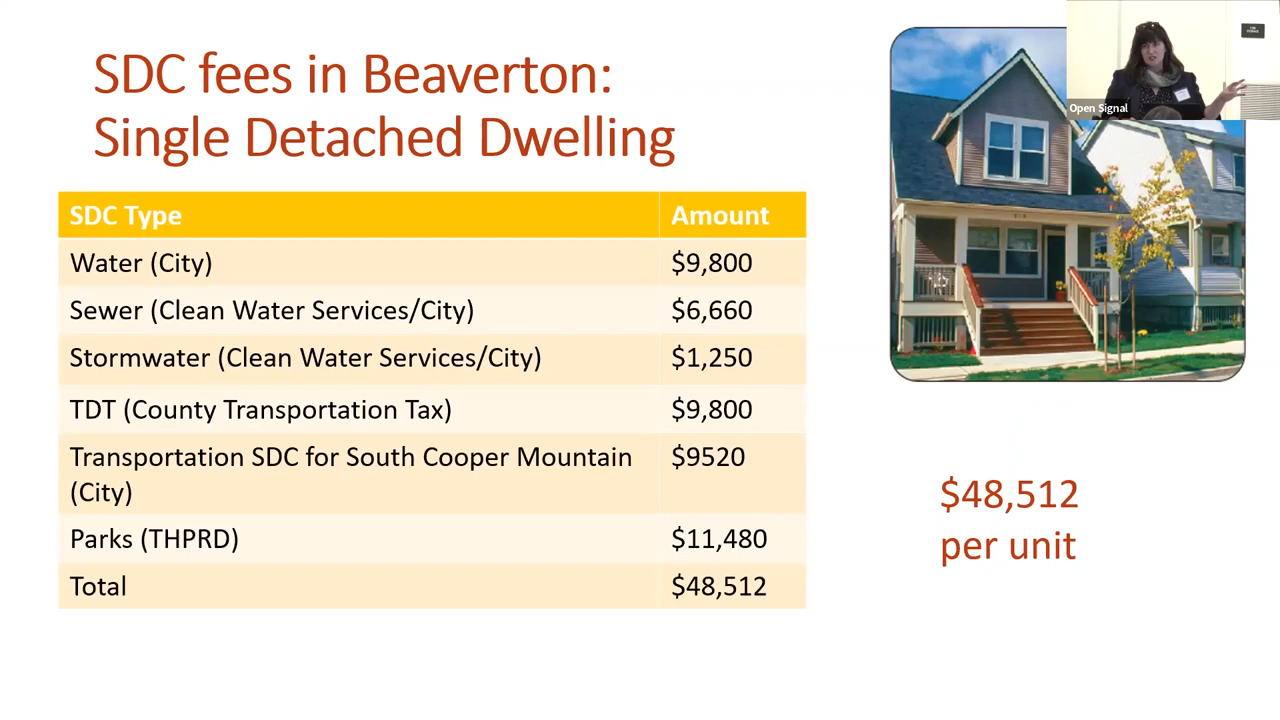 SDC fees in Beaverton:
Single Detached Dwelling
Open Signal
SDC Type Amount
Water (City) $9,800
Sewer (Clean Water Services/City) $6,660
Stormwater (Clean Water Services/City) $1,250
TDT (County Transportation Tax) $9,800
Transportation SDC for South Cooper Mountain $9520
(City)
Parks (THPRD) $11,480
Total $48,512
$48,512
per unit